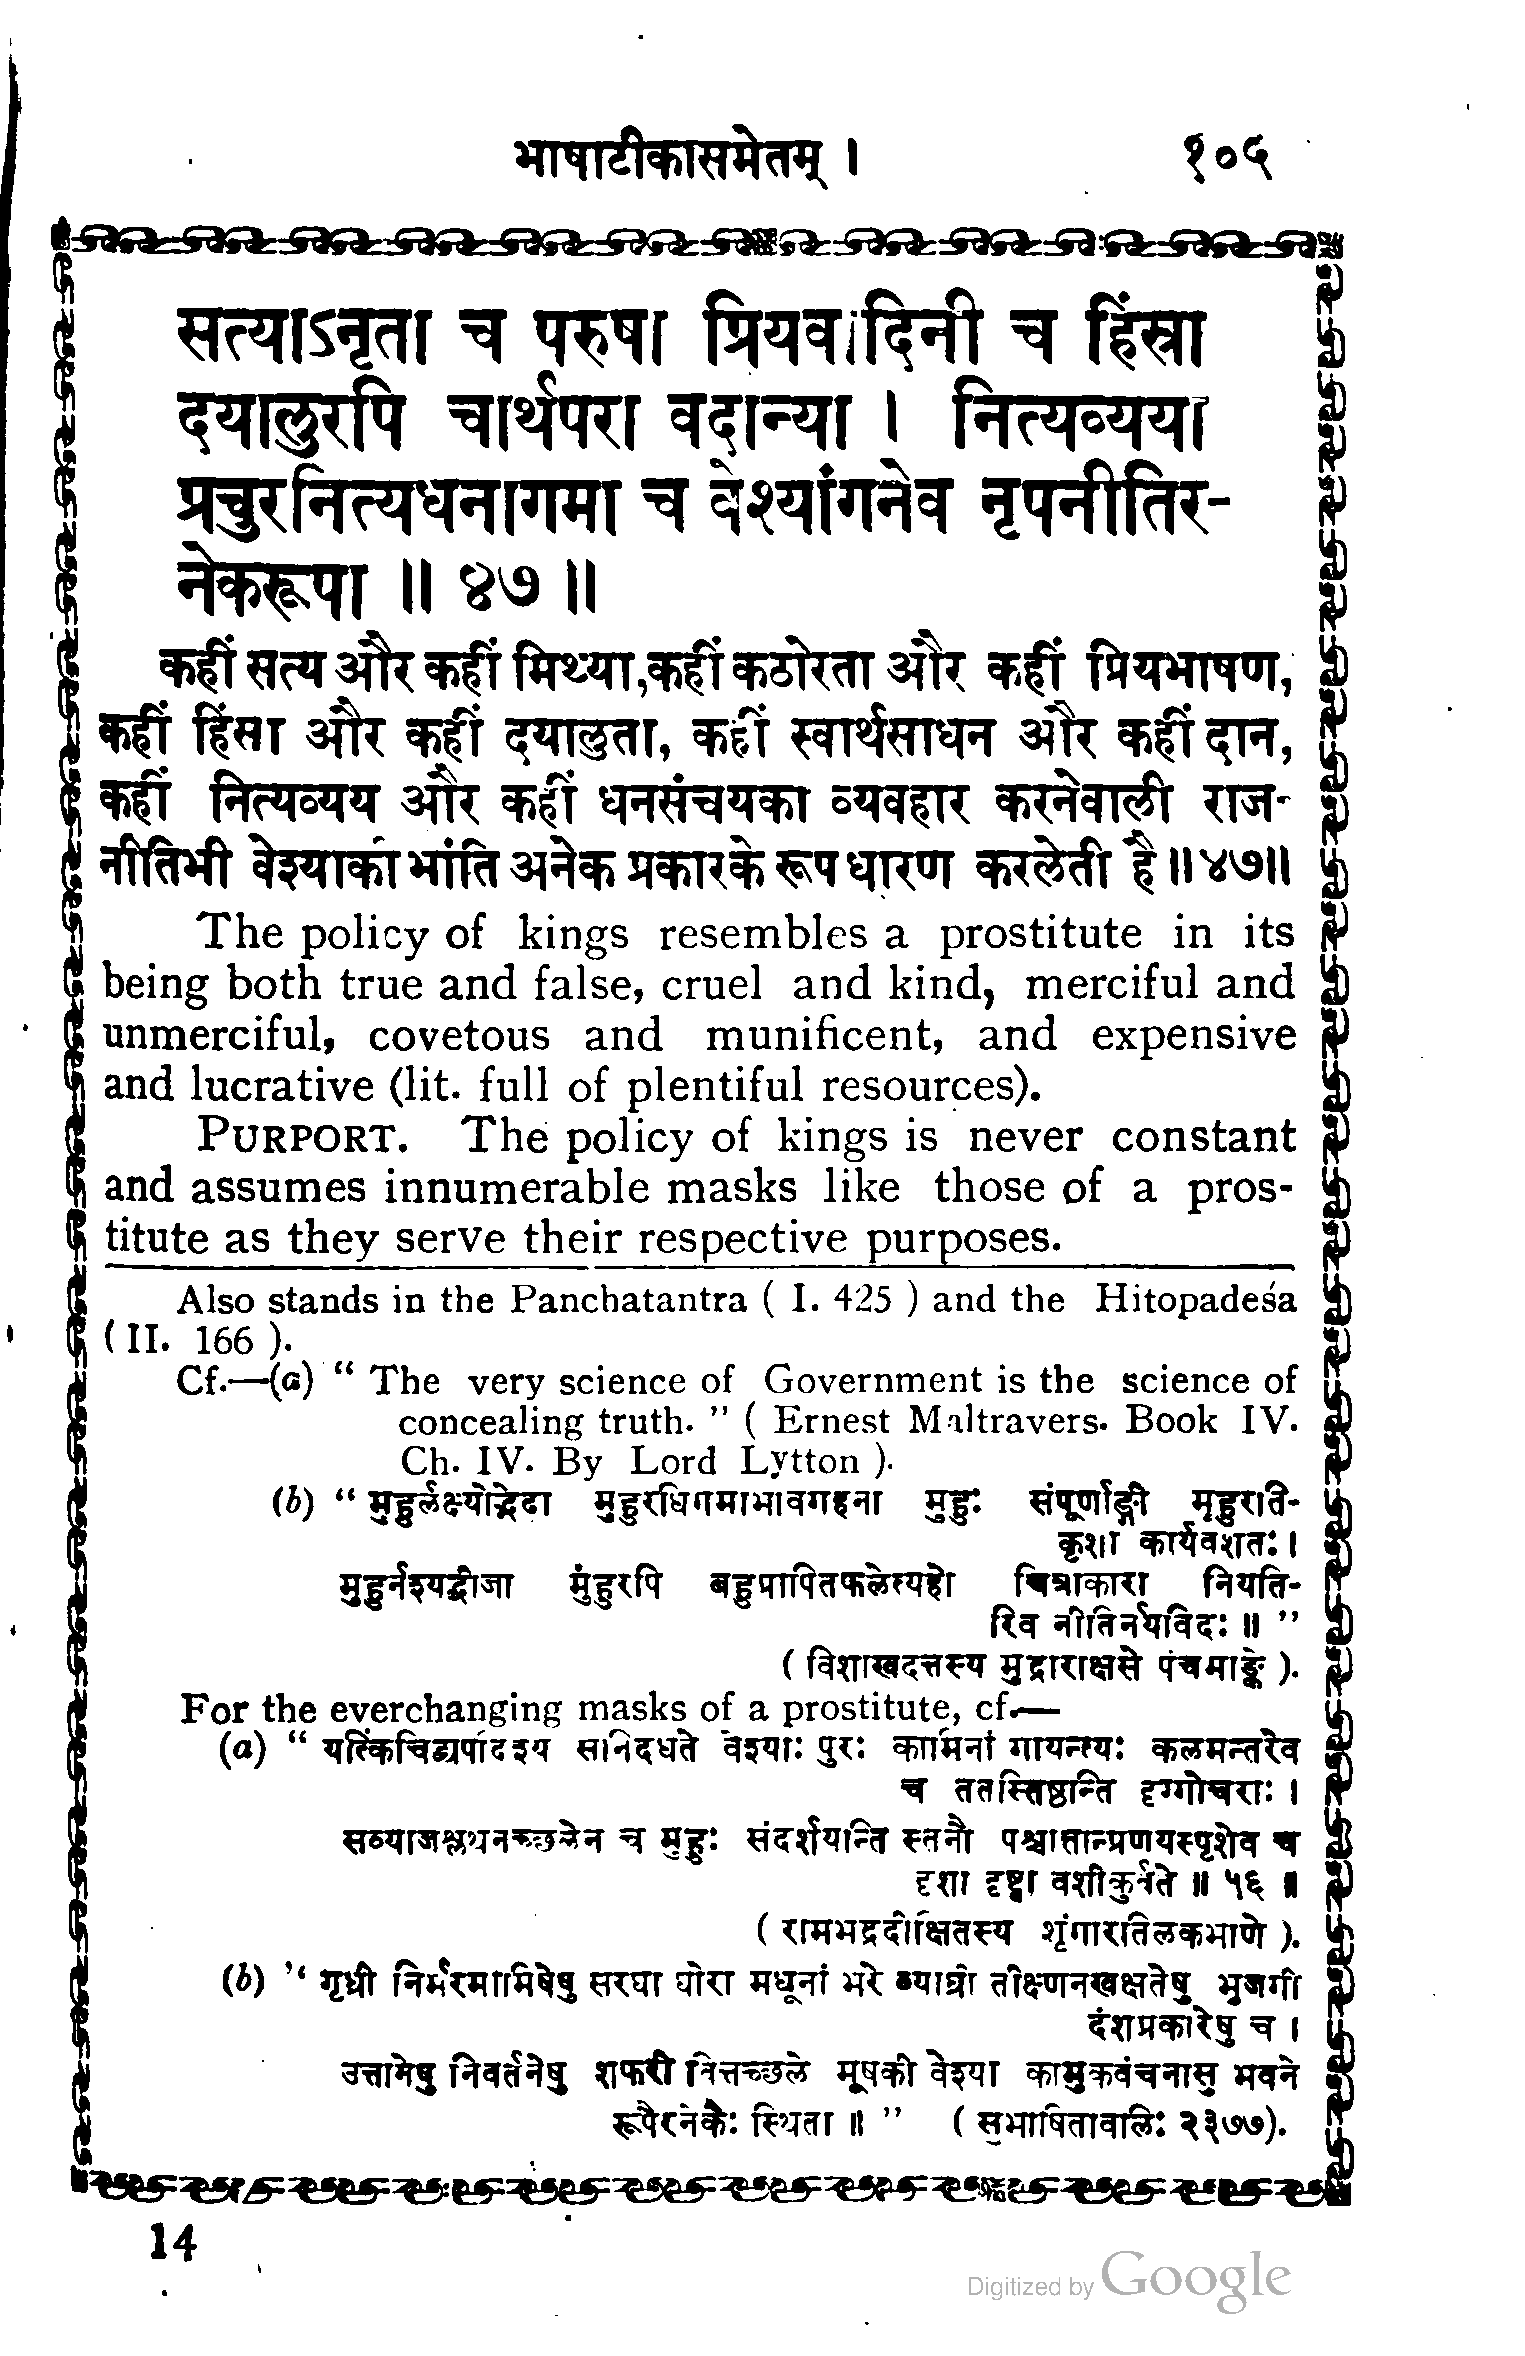 भाषाटीकासमेतम् । १०५
सत्याऽनृता च परुषा प्रियवादिनी च हिंस्रा
दयालुरपि चार्थपरा वदान्या । नित्यव्यया
प्रचुरनित्यधनागमा च वेश्यांगनेव नृपनीतिर-
नेकरूपा ॥ ४७ ॥
कहीं सत्य और कहीं मिथ्या,कहीं कठोरता और कहीं प्रियभाषण,
कहीं हिंसा और कहीं दयालुता, कहीं स्वार्थसाधन और कहीं दान,
कहीं नित्यव्यय और कहीं धनसंचयका व्यवहार करनेवाली राज-
नीतिभी वेश्याकी भांति अनेक प्रकारके रूप धारण करलेती है ॥४७॥
The policy of kings resembles a prostitute in its
being both true and false, cruel and kind, merciful and
unmerciful, covetous and munificent, and expensive
and lucrative (lit. full of plentiful resources).
PURPORT. The policy of kings is never constant
and assumes innumerable masks like those of a pros-
titute as they serve their respective purposes.
Also stands in the Panchatantra ( I. 425 ) and the Hitopadeśa
( II. 166 ).
Cf.—(a) “ The very science of Government is the science of
concealing truth. ” ( Ernest Maltravers. Book IV.
Ch. IV. By Lord Lytton ).
(b) “ मुहुर्लक्ष्योद्भेदा मुहुरधिगमाभावगहना मुहुः संपूर्णाङ्गी मुहुरति-
कृशा कार्यवशतः ।
मुहुर्नश्यद्बीजा मुहुरपि बहुप्रापितफलेत्यहो चित्राकारा नियति-
रिव नीतिर्नयविदः ॥ ”
( विशाखदत्तस्य मुद्राराक्षसे पंचमाङ्के ).
For the everchanging masks of a prostitute, cf.—
(a) “ यत्किंचिद्व्यपदिश्य सन्निदधते वेश्याः पुरः कामिनां गायन्त्यः कलमन्तरेव
च ततस्तिष्ठान्ति दृग्गोचराः ।
सव्याजश्लथनच्छलेन च मुहुः संदर्शयान्ति स्तनौ पश्चात्तान्प्रणयस्पृशेव च
दृशा दृष्ट्वा वशीकुर्वते ॥ ५६ ॥
( रामभद्रदीक्षितस्य शृंगारतिलकभाणे ).
(b) “ गृध्री निर्भरमामिषेषु सरघा घोरा मधूनां भरे व्याघ्री तीक्ष्णनखक्षतेषु भुजगी
दंशप्रकारेषु च ।
उत्तामेषु निवर्तनेषु शफरी वित्तच्छले मूषकी वेश्या कामुकवंचनासु भवने
रूपैरनेकैः स्थिता ॥ ” ( सुभाषितावालिः २३७७).
14
Digitized by Google